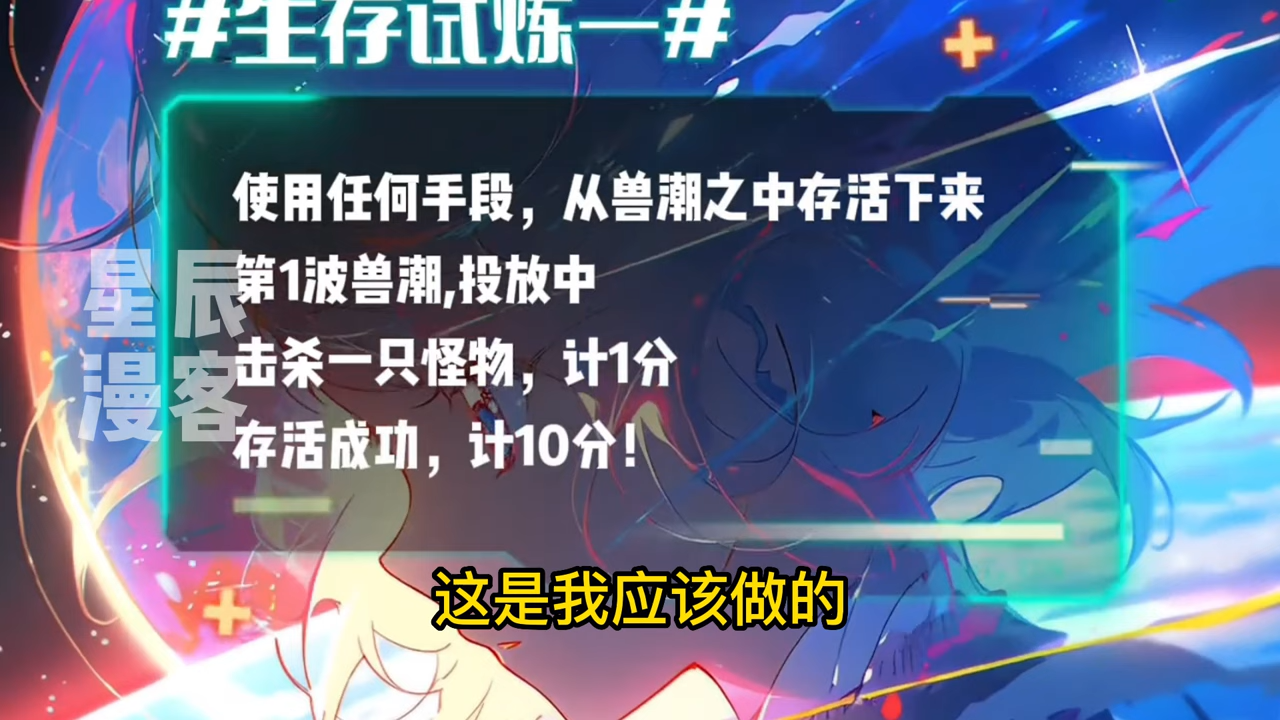 #生存试炼一#
使用任何手段，从兽潮之中存活下来
第1波兽潮,投放中
击杀一只怪物，计1分
存活成功，计10分！
星辰
漫客
这是我应该做的